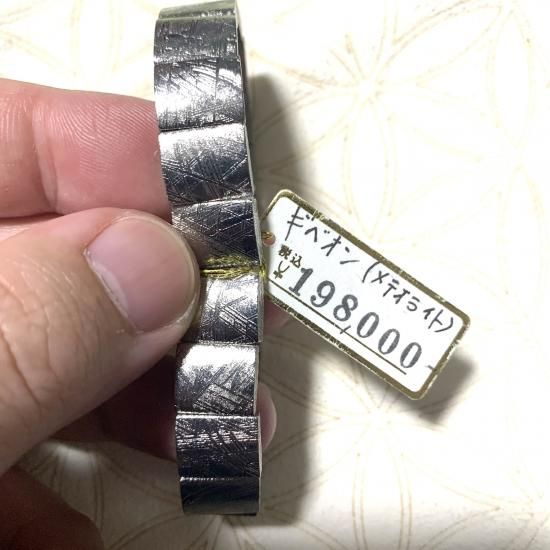 ギベオン(メテオライト)
税込
¥198,000-